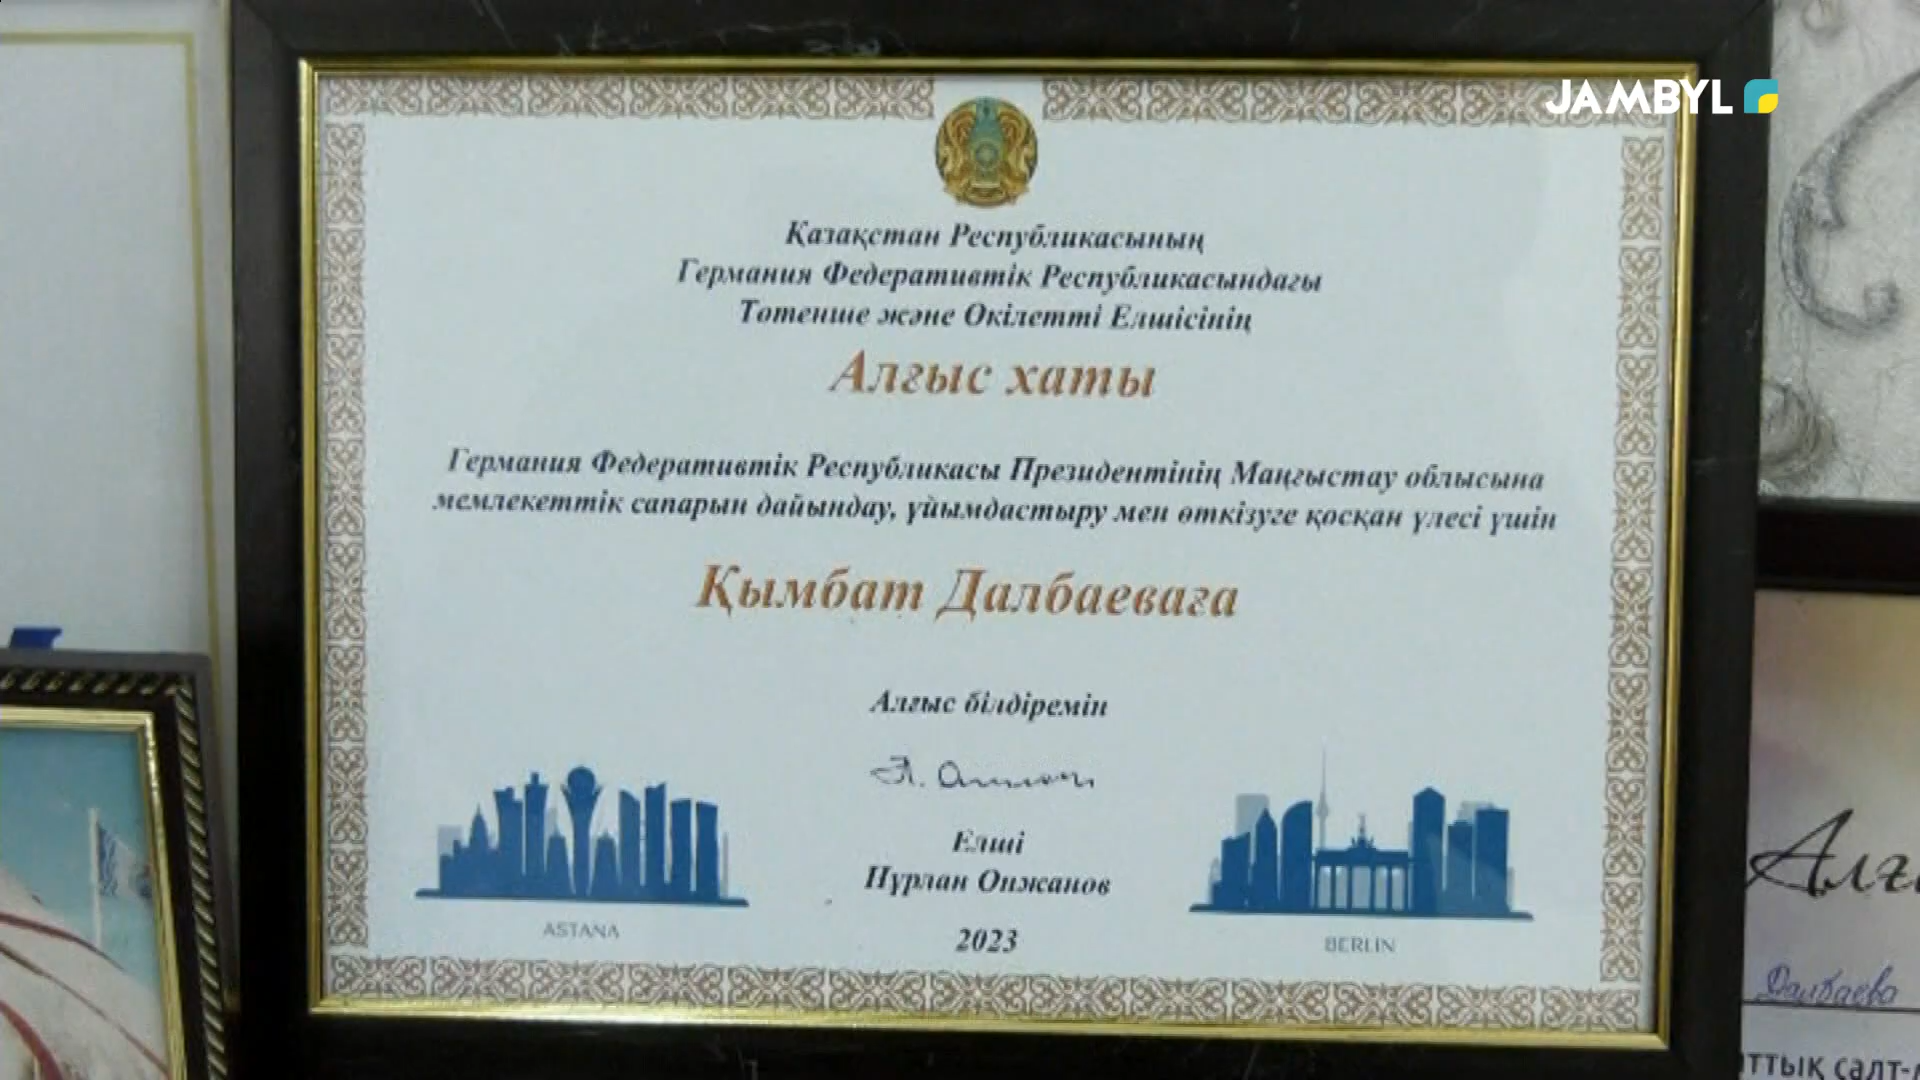 JAMBYL
Қазақстан Республикасының
Германия Федеративтік Республикасындағы
Төтенше және Өкілетті Елшісінің
Алғыс хаты
Германия Федеративтік Республикасы Президентінің Маңғыстау облысына
мемлекеттік сапарын дайындау, ұйымдастыру мен өткізуге қосқан үлесі үшін
Қымбат Далбаеваға
Алғыс білдіремін
Елші
Нұрлан Онжанов
2023
ASTANA
BERLIN
Далбаева